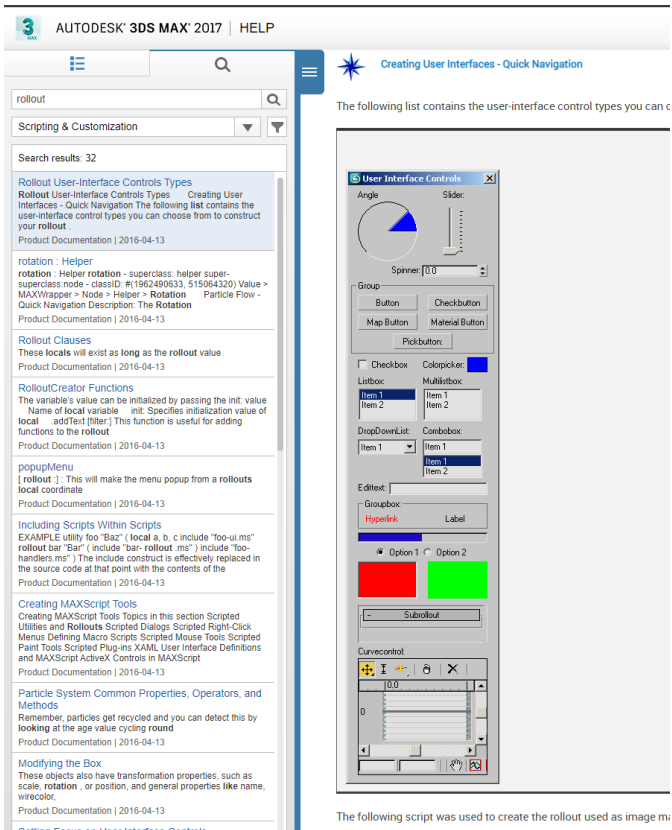 3
MAX
AUTODESK® 3DS MAX® 2017 | HELP
rollout
Scripting & Customization
Search results: 32
Rollout User-Interface Controls Types
Rollout User-Interface Controls Types Creating User
Interfaces - Quick Navigation The following list contains the
user-interface control types you can choose from to construct
your rollout .
Product Documentation | 2016-04-13
rotation : Helper
rotation : Helper rotation - superclass: helper super-
superclass:node - classID: #(1962490633, 515064320) Value >
MAXWrapper > Node > Helper > Rotation Particle Flow -
Quick Navigation Description: The Rotation
Product Documentation | 2016-04-13
Rollout Clauses
These locals will exist as long as the rollout value
Product Documentation | 2016-04-13
RolloutCreator Functions
The variable's value can be initialized by passing the init: value
Name of local variable init: Specifies initialization value of
local .addText [filter:] This function is useful for adding
functions to the rollout
Product Documentation | 2016-04-13
popupMenu
[ rollout :] : This will make the menu popup from a rollouts
local coordinate
Product Documentation | 2016-04-13
Including Scripts Within Scripts
EXAMPLE utility foo "Baz" ( local a, b, c include "foo-ui.ms"
rollout bar "Bar" ( include "bar- rollout .ms" ) include "foo-
handlers.ms" ) The include construct is effectively replaced in
the source code at that point with the contents of the
Product Documentation | 2016-04-13
Creating MAXScript Tools
Creating MAXScript Tools Topics in this section Scripted
Utilities and Rollouts Scripted Dialogs Scripted Right-Click
Menus Defining Macro Scripts Scripted Mouse Tools Scripted
Paint Tools Scripted Plug-ins XAML User Interface Definitions
and MAXScript ActiveX Controls in MAXScript
Product Documentation | 2016-04-13
Particle System Common Properties, Operators, and
Methods
Remember, particles get recycled and you can detect this by
looking at the age value cycling round
Product Documentation | 2016-04-13
Modifying the Box
These objects also have transformation properties, such as
scale, rotation , or position, and general properties like name,
wirecolor,
Product Documentation | 2016-04-13
Creating User Interfaces - Quick Navigation
The following list contains the user-interface control types you can
User Interface Controls
Angle Slider:
Spinner: 0.0
Group
Button Checkbutton
Map Button Material Button
Pickbutton:
Checkbox Colorpicker:
Listbox: Multilistbox:
Item 1 Item 1
Item 2 Item 2
DropDownList: Combobox:
Item 1 Item 1
Item 1
Item 2
Edittext:
Groupbox:
Hyperlink Label
Option 1 Option 2
- Subrollout
Curvecontrol:
0.0
0
The following script was used to create the rollout used as image